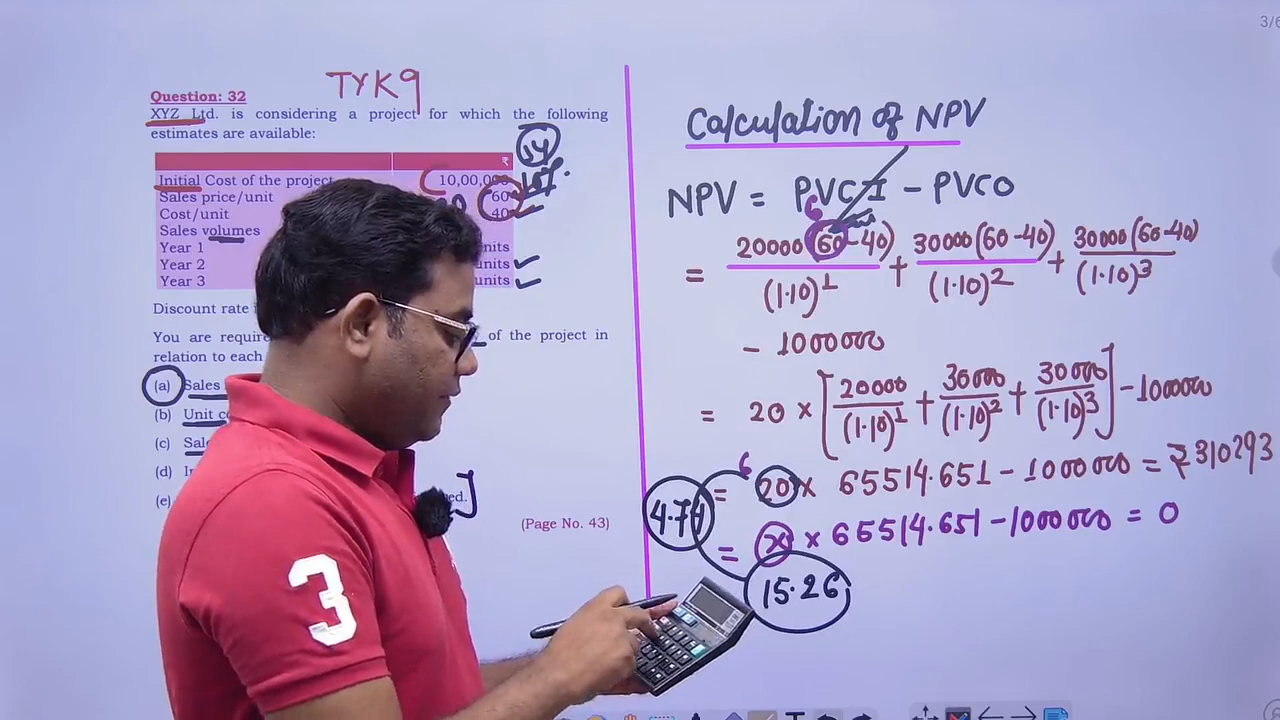 3/6
TYK9
Question: 32
XYZ Ltd. is considering a project for which the following
estimates are available:
₹
Initial Cost of the project 10,00,000
Sales price/unit 60
Cost/unit 40
Sales volumes
Year 1 units
Year 2 units
Year 3 units
Discount rate
You are of the project in
relation to each
(a) Sales
(b) Unit
(c)
(d)
(e) ed.
(Page No. 43)
3
Calculation of NPV
NPV = PVCI - PVCO
6
= 20000 (60-40)/(1.10)1 + 30000 (60-40)/(1.10)2 + 30000 (60-40)/(1.10)3
- 1000000
= 20 × [20000/(1.10)1 + 30000/(1.10)2 + 30000/(1.10)3] - 1000000
6
= 20 × 65514.651 - 1000000 = ₹310293
4.74
= x × 65514.651 - 1000000 = 0
15.26